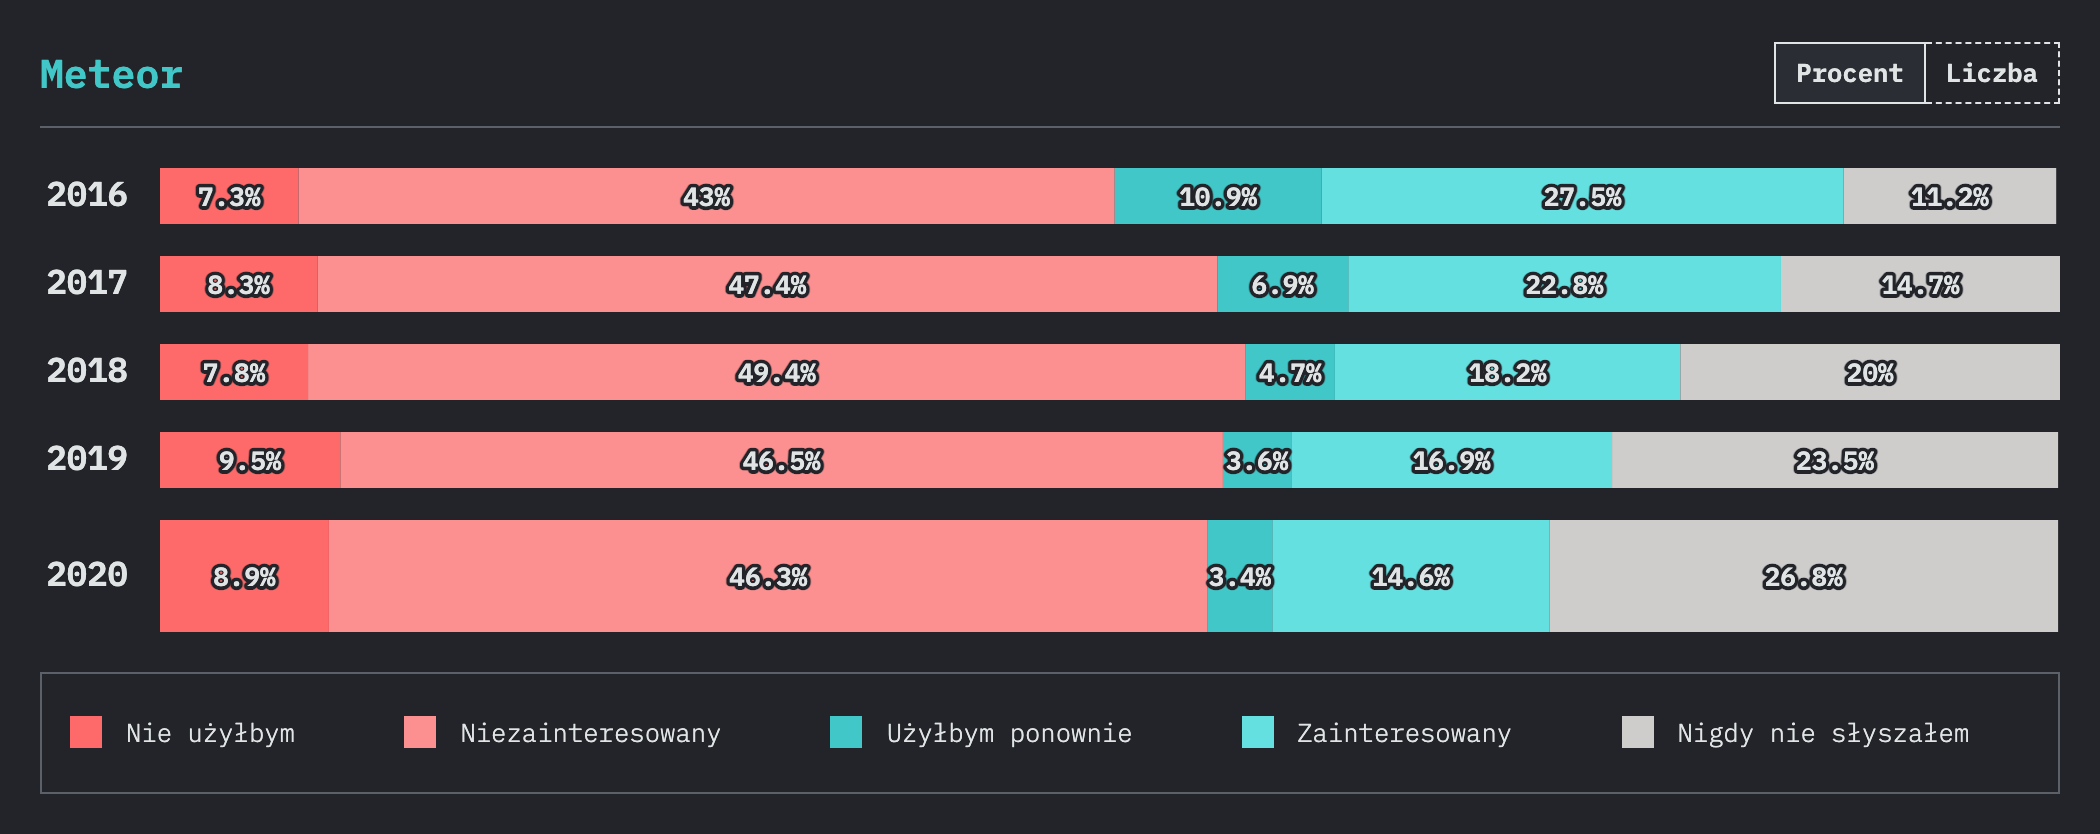 Meteor
Procent Liczba
2016 7.3% 43% 10.9% 27.5% 11.2%
2017 8.3% 47.4% 6.9% 22.8% 14.7%
2018 7.8% 49.4% 4.7% 18.2% 20%
2019 9.5% 46.5% 3.6% 16.9% 23.5%
2020 8.9% 46.3% 3.4% 14.6% 26.8%
Nie użyłbym Niezainteresowany Użyłbym ponownie Zainteresowany Nigdy nie słyszałem